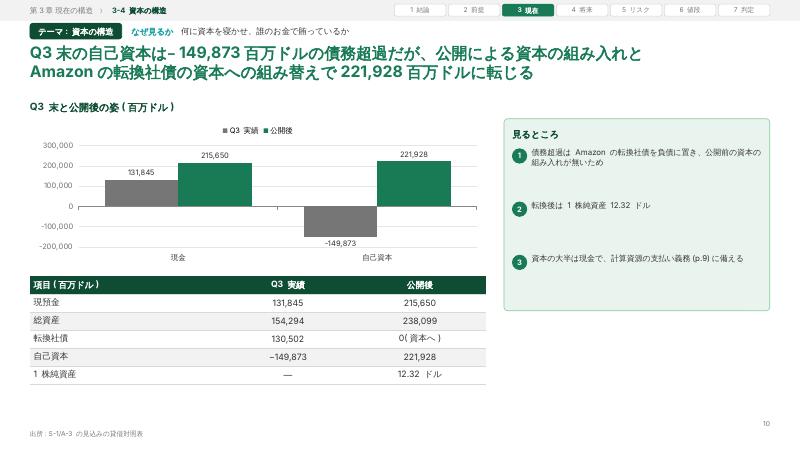 第 3 章 現在の構造 › 3-4 資本の構造
1 結論 2 前提 3 現在 4 将来 5 リスク 6 値段 7 判定
テーマ : 資本の構造 なぜ見るか 何に資本を寝かせ、誰のお金で賄っているか
Q3 末の自己資本は− 149,873 百万ドルの債務超過だが、公開による資本の組み入れと
Amazon の転換社債の資本への組み替えで 221,928 百万ドルに転じる
Q3 末と公開後の姿 ( 百万ドル )
Q3 実績 公開後
300,000
200,000
100,000
0
-100,000
-200,000
131,845
215,650
-149,873
221,928
現金
自己資本
項目 ( 百万ドル ) Q3 実績 公開後
現預金 131,845 215,650
総資産 154,294 238,099
転換社債 130,502 0( 資本へ )
自己資本 −149,873 221,928
1 株純資産 — 12.32 ドル
見るところ
1 債務超過は Amazon の転換社債を負債に置き、公開前の資本の
組み入れが無いため
2 転換後は 1 株純資産 12.32 ドル
3 資本の大半は現金で、計算資源の支払い義務 (p.9) に備える
10
出所 : S-1/A-3 の見込みの貸借対照表